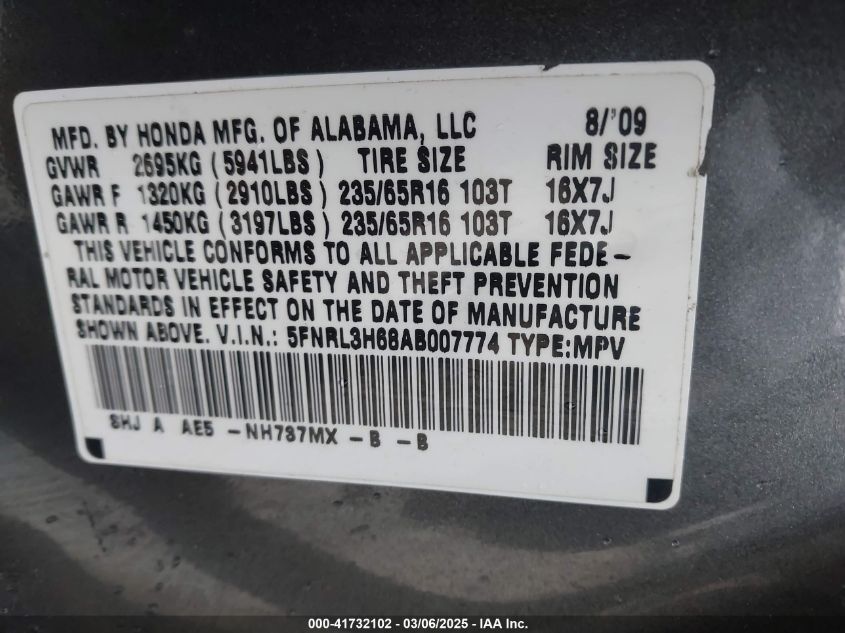 MFD. BY HONDA MFG. OF ALABAMA, LLC 8/'09
GVWR 2695KG (5941LBS) TIRE SIZE RIM SIZE
GAWR F 1320KG (2910LBS) 235/65R16 103T 16X7J
GAWR R 1450KG (3197LBS) 235/65R16 103T 16X7J
THIS VEHICLE CONFORMS TO ALL APPLICABLE FEDE-
RAL MOTOR VEHICLE SAFETY AND THEFT PREVENTION
STANDARDS IN EFFECT ON THE DATE OF MANUFACTURE
SHOWN ABOVE. V.I.N.: 5FNRL3H68AB007774 TYPE:MPV
SHJ A AE5 -NH737MX -B -B
000-41732102 — 03/06/2025 - IAA Inc.